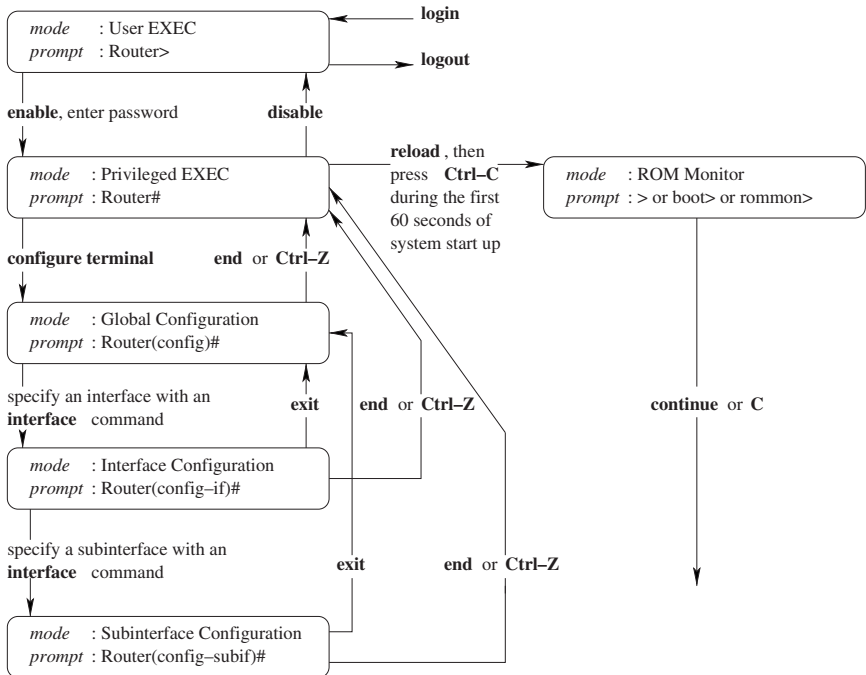 login
mode : User EXEC
prompt : Router>
logout
enable, enter password
disable
reload , then
press Ctrl–C
during the first
60 seconds of
system start up
mode : Privileged EXEC
prompt : Router#
mode : ROM Monitor
prompt : > or boot> or rommon>
configure terminal
end or Ctrl–Z
mode : Global Configuration
prompt : Router(config)#
specify an interface with an
interface command
exit
end or Ctrl–Z
continue or C
mode : Interface Configuration
prompt : Router(config–if)#
specify a subinterface with an
interface command
exit
end or Ctrl–Z
mode : Subinterface Configuration
prompt : Router(config–subif)#